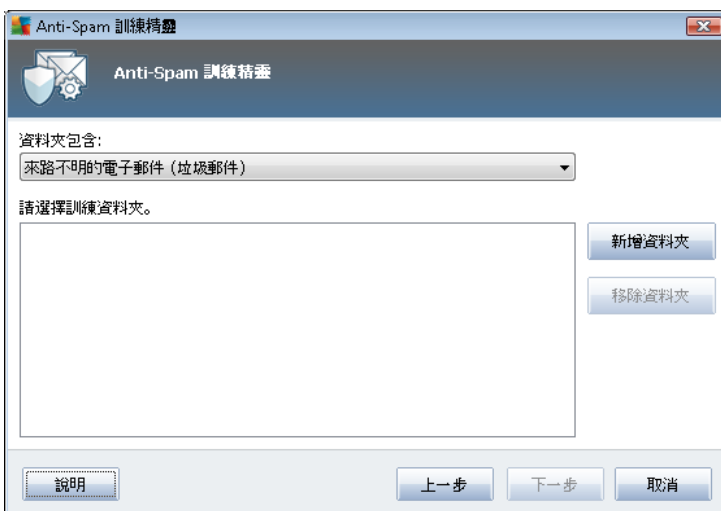 Anti-Spam 訓練精靈
Anti-Spam 訓練精靈
資料夾包含:
來路不明的電子郵件 (垃圾郵件)
請選擇訓練資料夾。
新增資料夾
移除資料夾
說明
上一步
下一步
取消